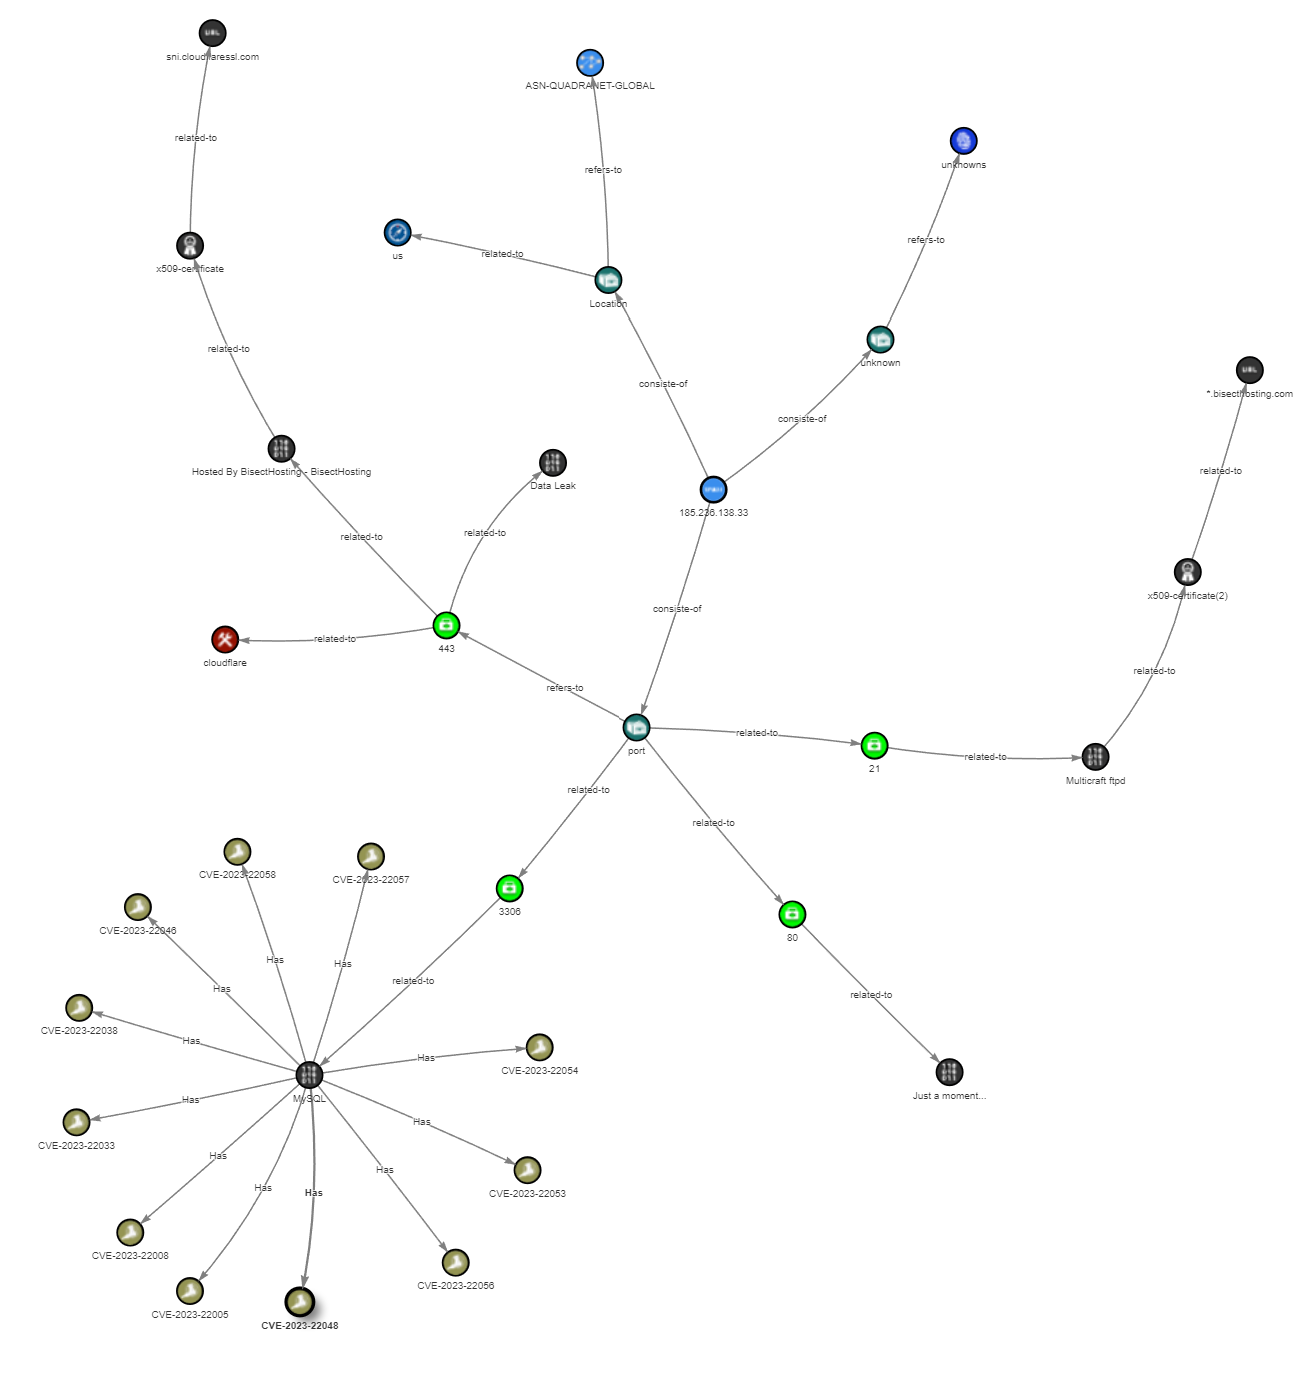 sni.cloudflaressl.com
ASN-QUADRANET-GLOBAL
related-to
unknowns
refers-to
refers-to
us
related-to
x509-certificate
Location
related-to
unknown
consiste-of
*.bisecthosting.com
consiste-of
Hosted By BisectHosting - BisectHosting
related-to
Data Leak
185.236.138.33
related-to
related-to
x509-certificate(2)
consiste-of
related-to
443
cloudflare
related-to
refers-to
related-to
port
related-to
21
Multicraft ftpd
related-to
related-to
CVE-2023-22058
CVE-2023-22057
3306
CVE-2023-22046
80
Has
Has
related-to
Has
related-to
CVE-2023-22038
Has
Has
CVE-2023-22054
Just a moment...
Has
MySQL
Has
CVE-2023-22033
Has
Has
Has
Has
CVE-2023-22053
CVE-2023-22008
CVE-2023-22056
CVE-2023-22005
CVE-2023-22048